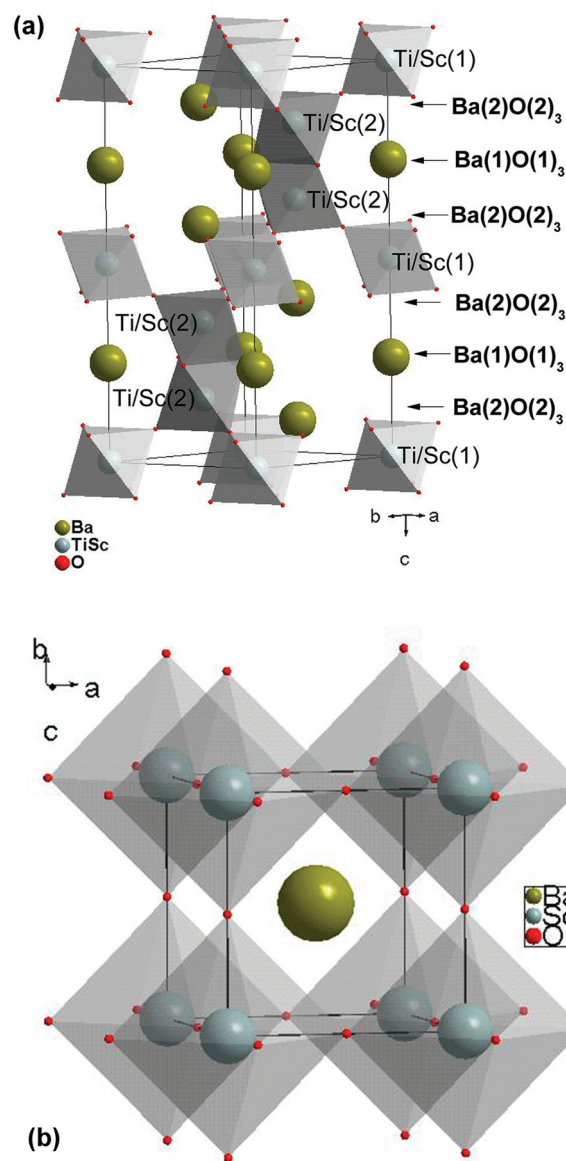 (a)
Ti/Sc(1)
Ba(2)O(2)₃
Ti/Sc(2)
Ba(1)O(1)₃
Ti/Sc(2)
Ba(2)O(2)₃
Ti/Sc(1)
Ba(2)O(2)₃
Ti/Sc(2)
Ba(1)O(1)₃
Ti/Sc(2)
Ba(2)O(2)₃
Ti/Sc(1)
b a
c
Ba
TiSc
O
b
a
c
O
(b)